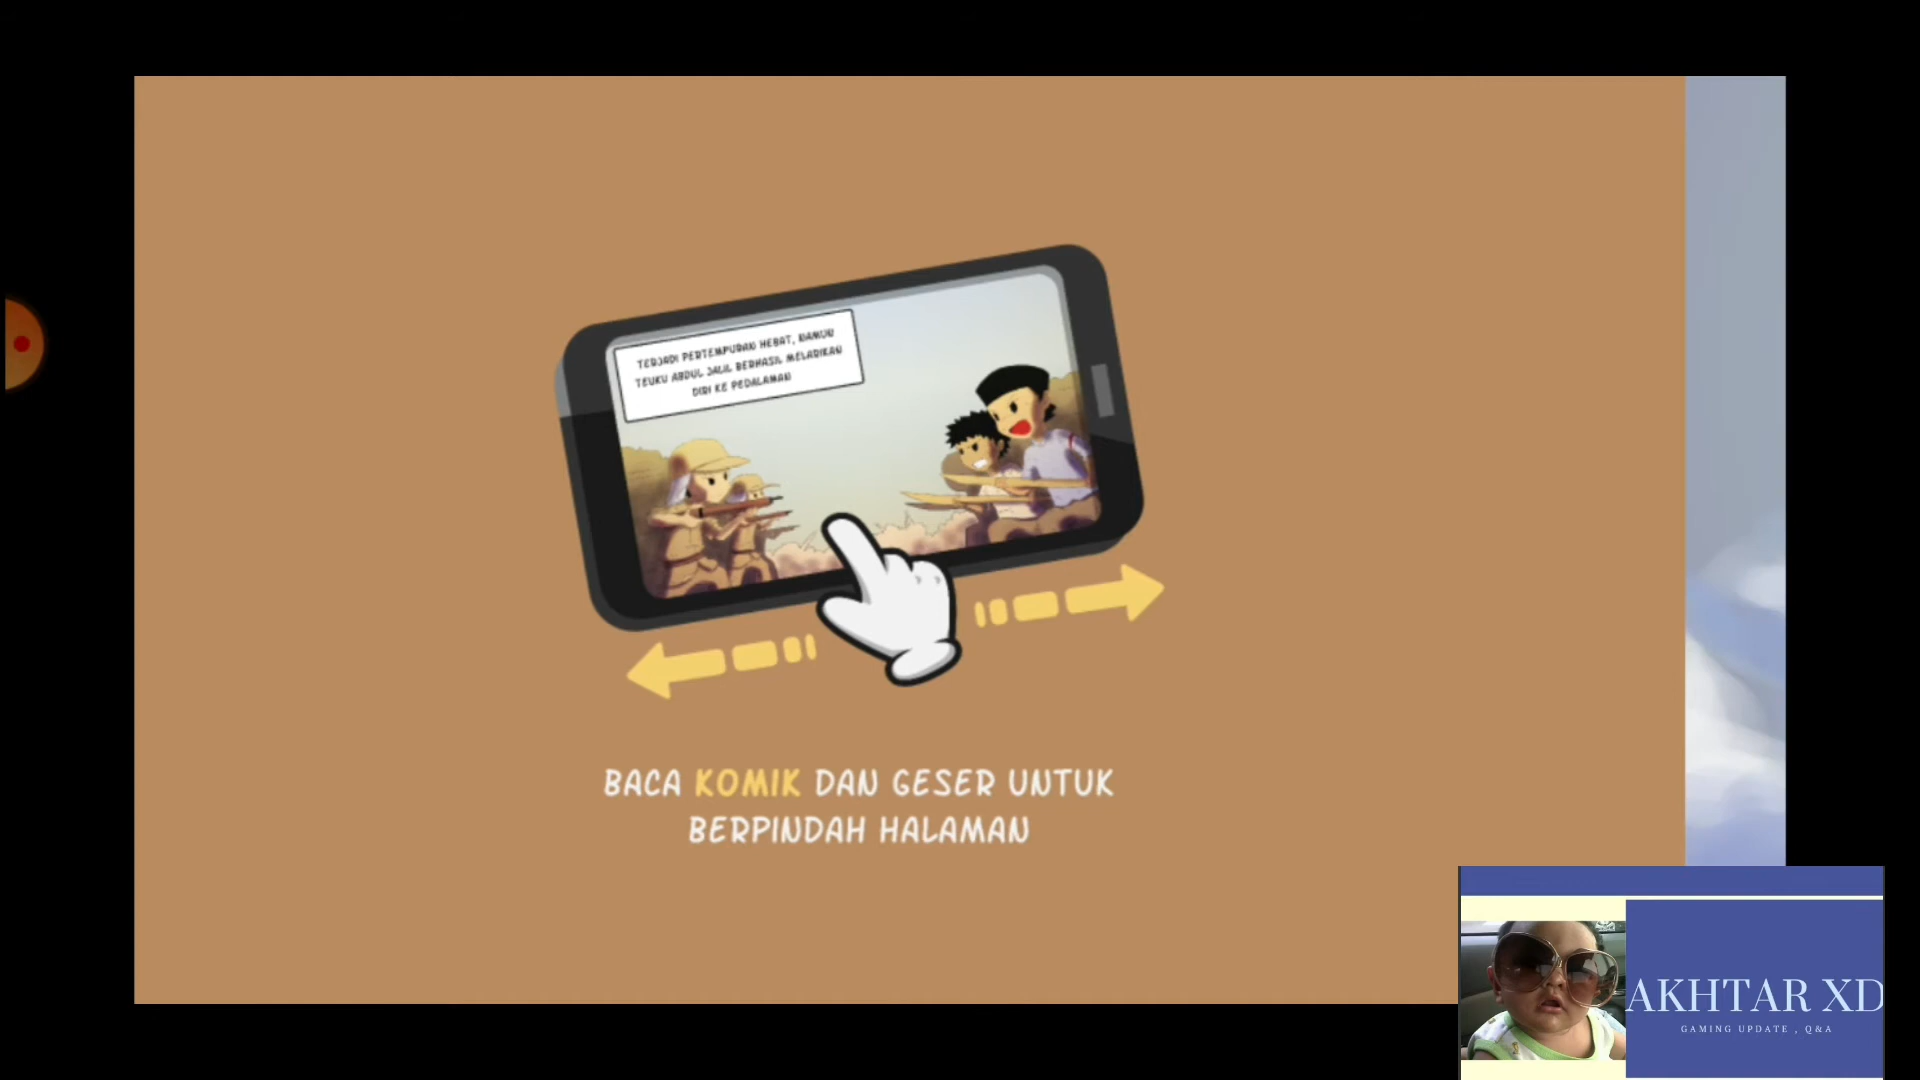 TERJADI PERTEMPURAN HEBAT, NAMUN
TEUKU ABDUL JALIL BERHASIL MELARIKAN
DIRI KE PEDALAMAN
BACA KOMIK DAN GESER UNTUK
BERPINDAH HALAMAN
AKHTAR XD
GAMING UPDATE , Q&A